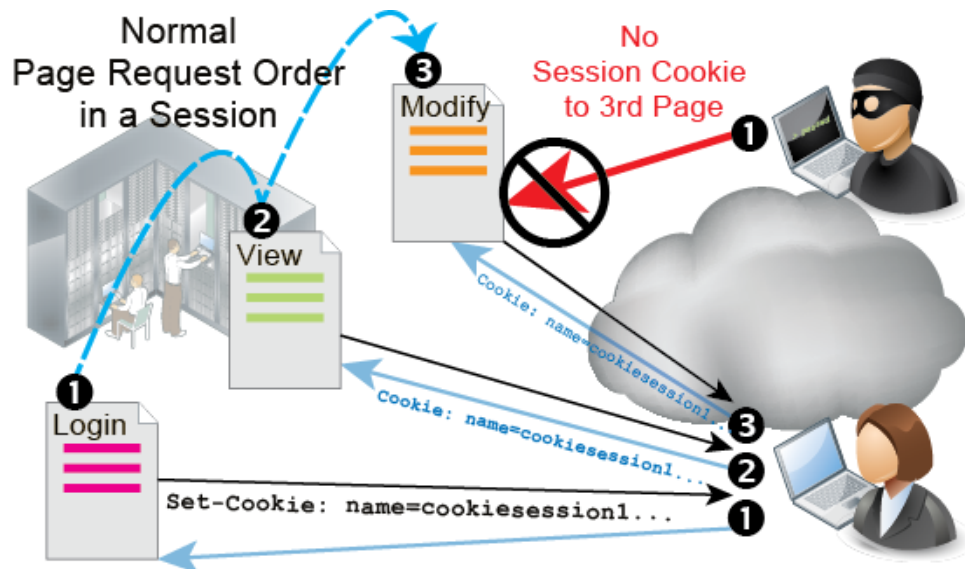 Normal
Page Request Order
in a Session
No
Session Cookie
to 3rd Page
3
Modify
1
2
View
Cookie: name=cookiesession1...
1
Login
Cookie: name=cookiesession1...
3
2
Set-Cookie: name=cookiesession1...
1